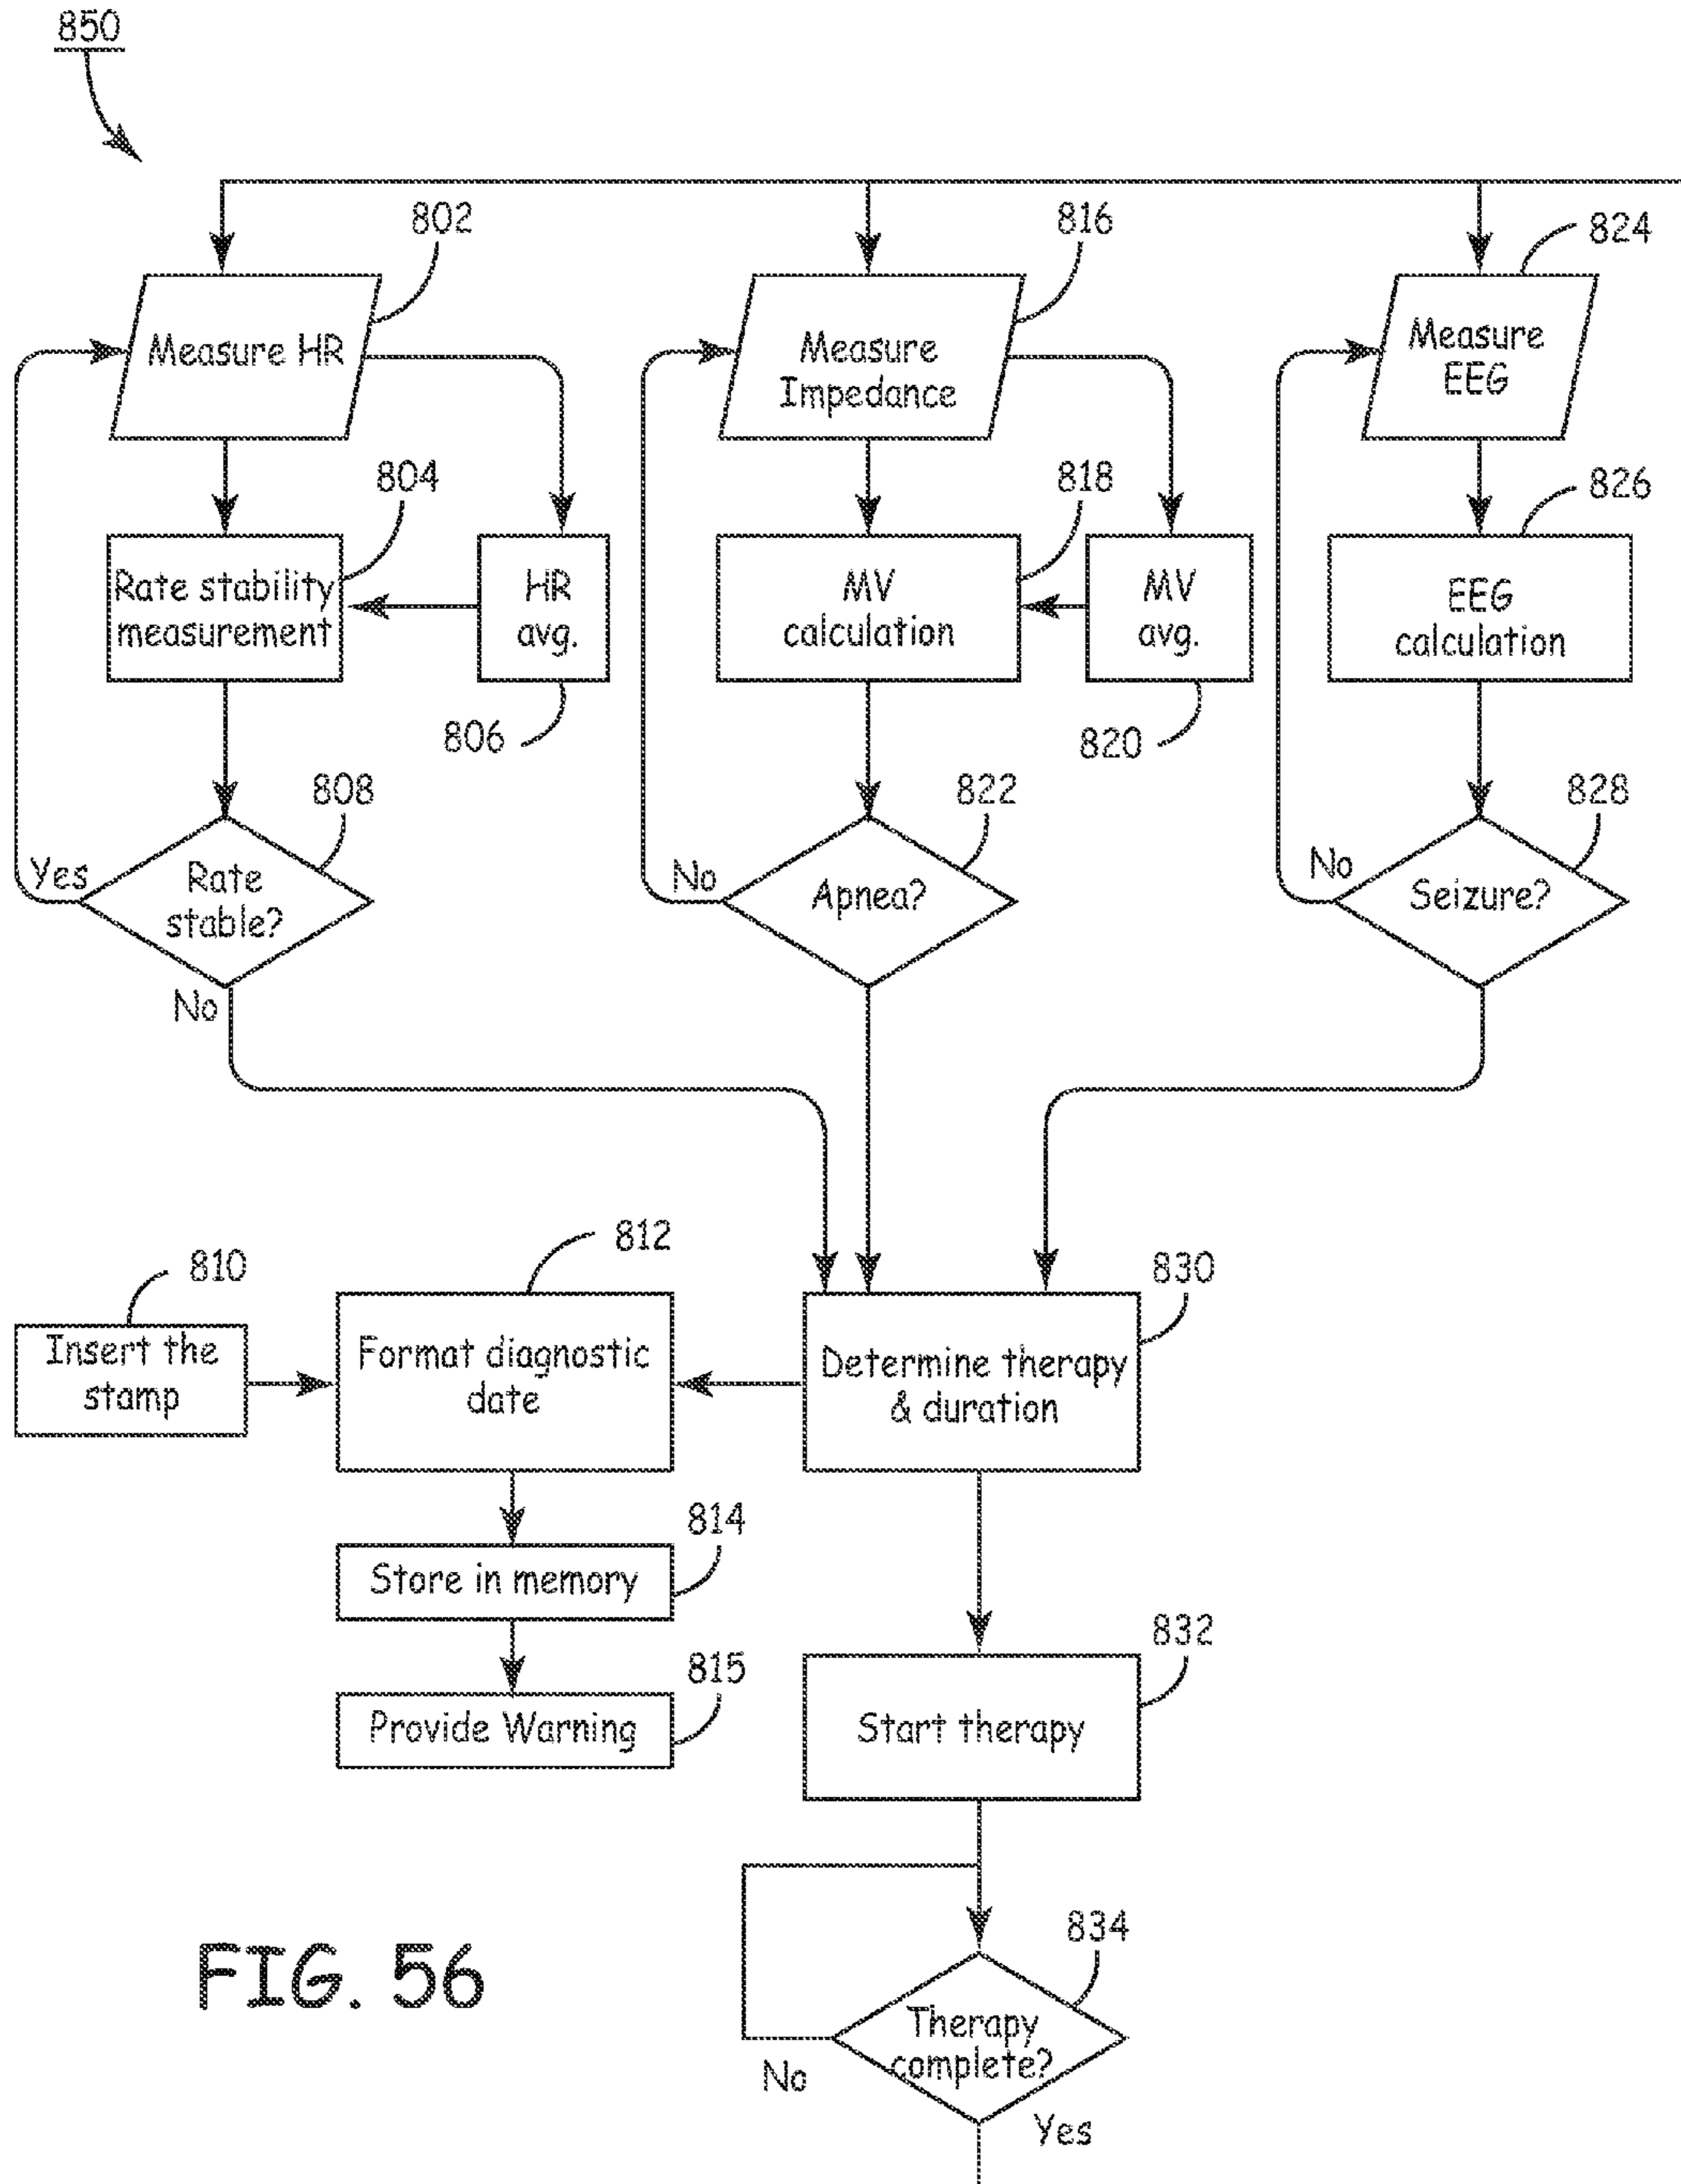 850
802
816
824
Measure HR
Measure
Impedance
Measure
EEG
804
818
826
Rate stability
measurement
HR
avg.
MV
calculation
MV
avg.
EEG
calculation
806
820
808
822
828
Yes
Rate
stable?
No
Apnea?
No
Seizure?
No
810
812
830
Insert the
stamp
Format diagnostic
date
Determine therapy
& duration
814
Store in memory
832
815
Provide Warning
Start therapy
834
FIG. 56
Therapy
complete?
No
Yes